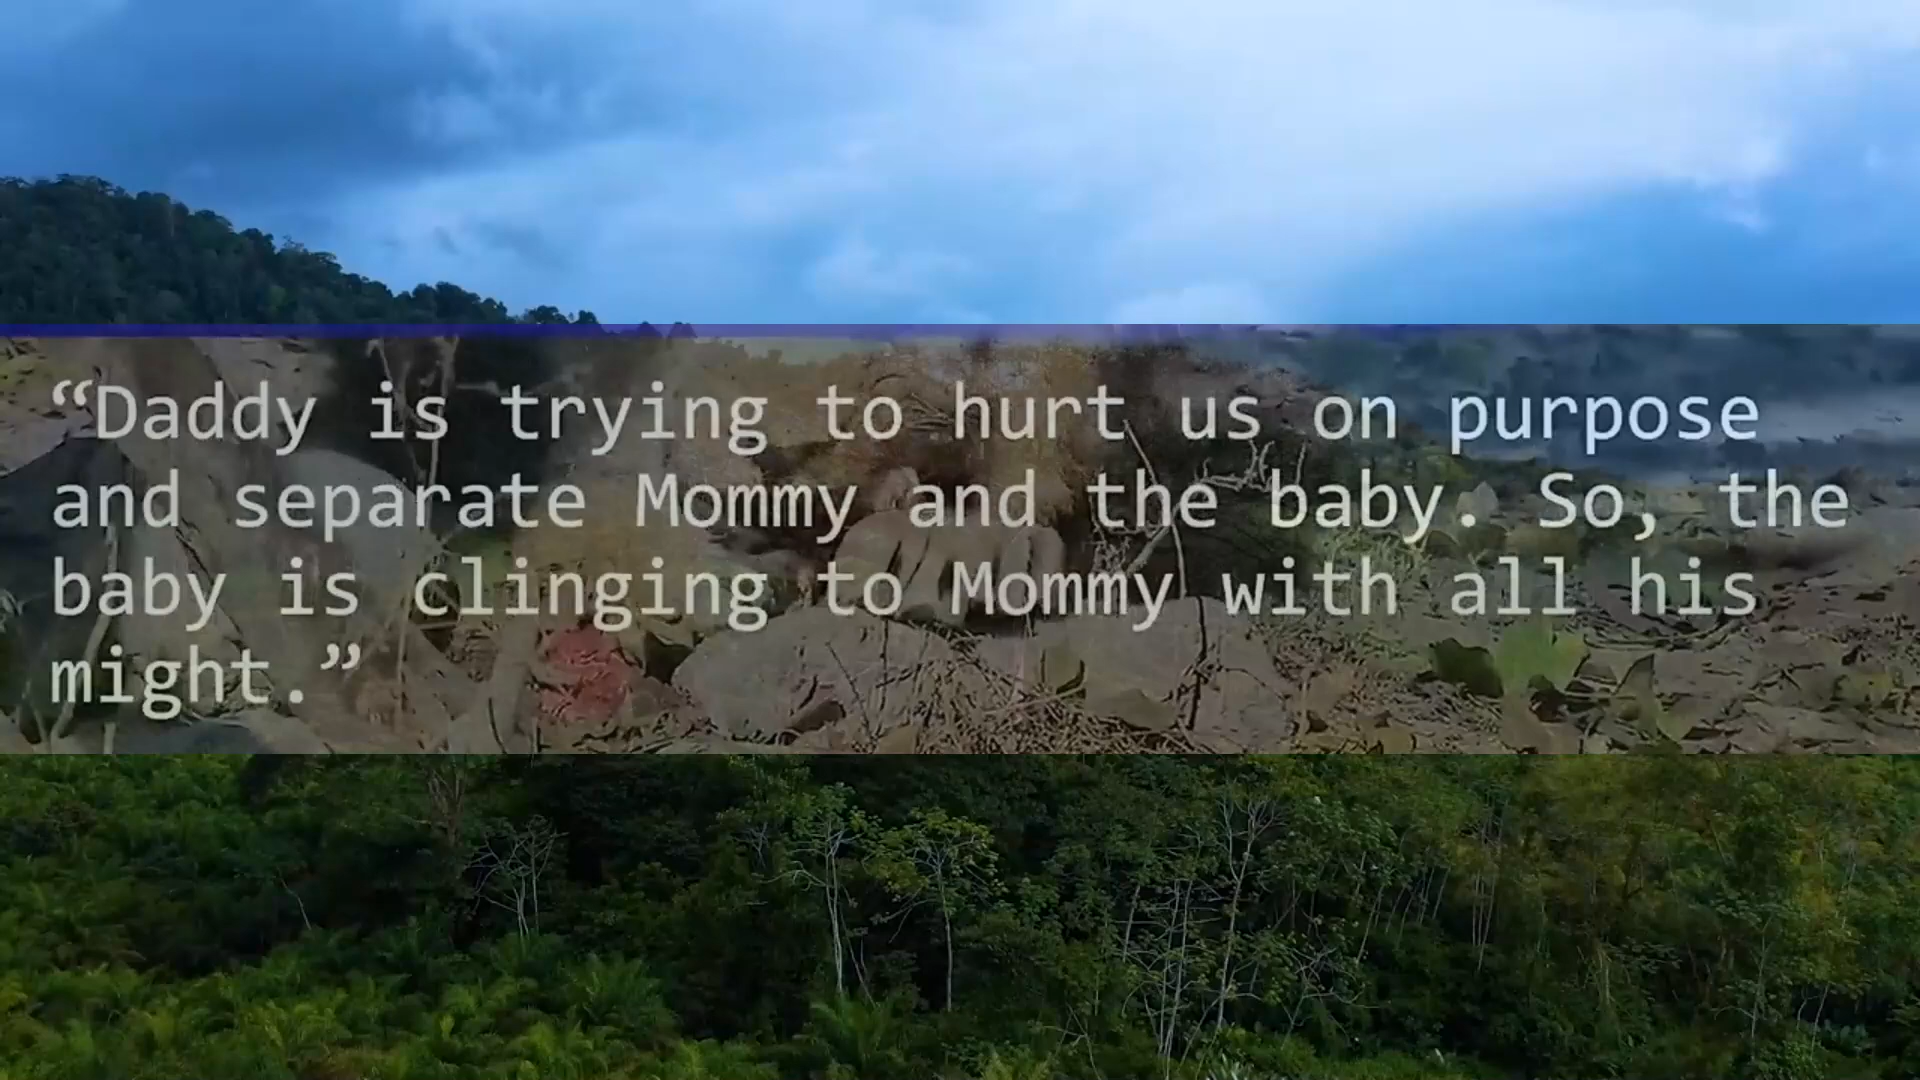 “Daddy is trying to hurt us on purpose
and separate Mommy and the baby. So, the
baby is clinging to Mommy with all his
might.”